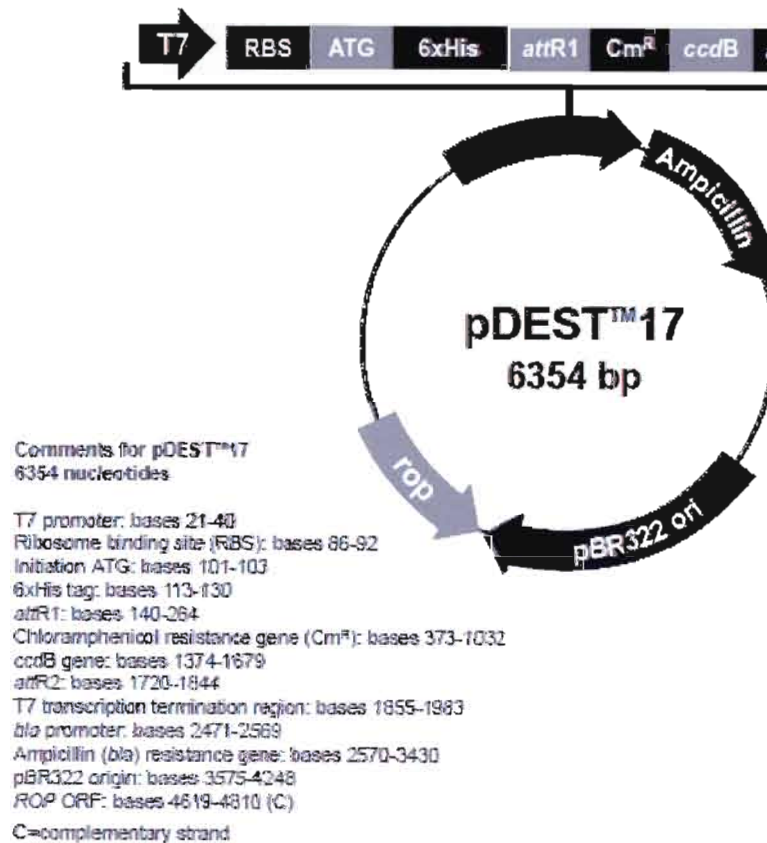 T7 RBS ATG 6xHis attR1 Cmᴿ ccdB
Ampicillin
pDEST™17
6354 bp
rop
pBR322 ori
Comments for pDEST™17
6354 nucleotides
T7 promoter: bases 21-40
Ribosome binding site (RBS): bases 86-92
Initiation ATG: bases 101-103
6xHis tag: bases 113-130
attR1: bases 140-264
Chloramphenicol resistance gene (Cmᴿ): bases 373-1032
ccdB gene: bases 1374-1679
attR2: bases 1720-1844
T7 transcription termination region: bases 1855-1983
bla promoter: bases 2471-2569
Ampicillin (bla) resistance gene: bases 2570-3430
pBR322 origin: bases 3575-4248
ROP ORF: bases 4619-4810 (C)
C=complementary strand